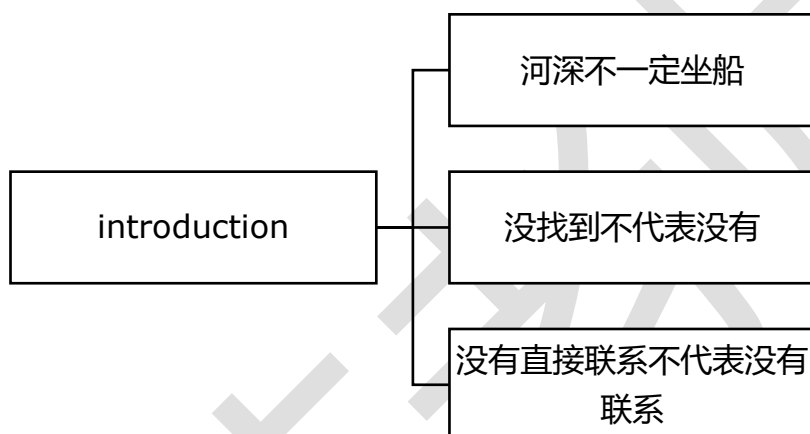 河深不一定坐船
introduction
没找到不代表没有
没有直接联系不代表没有
联系